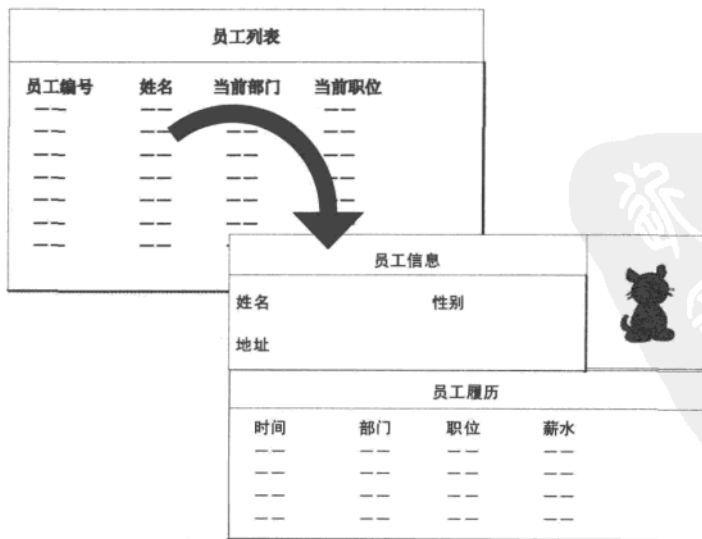 员工列表
员工编号 姓名 当前部门 当前职位
员工信息
姓名 性别
地址
员工履历
时间 部门 职位 薪水